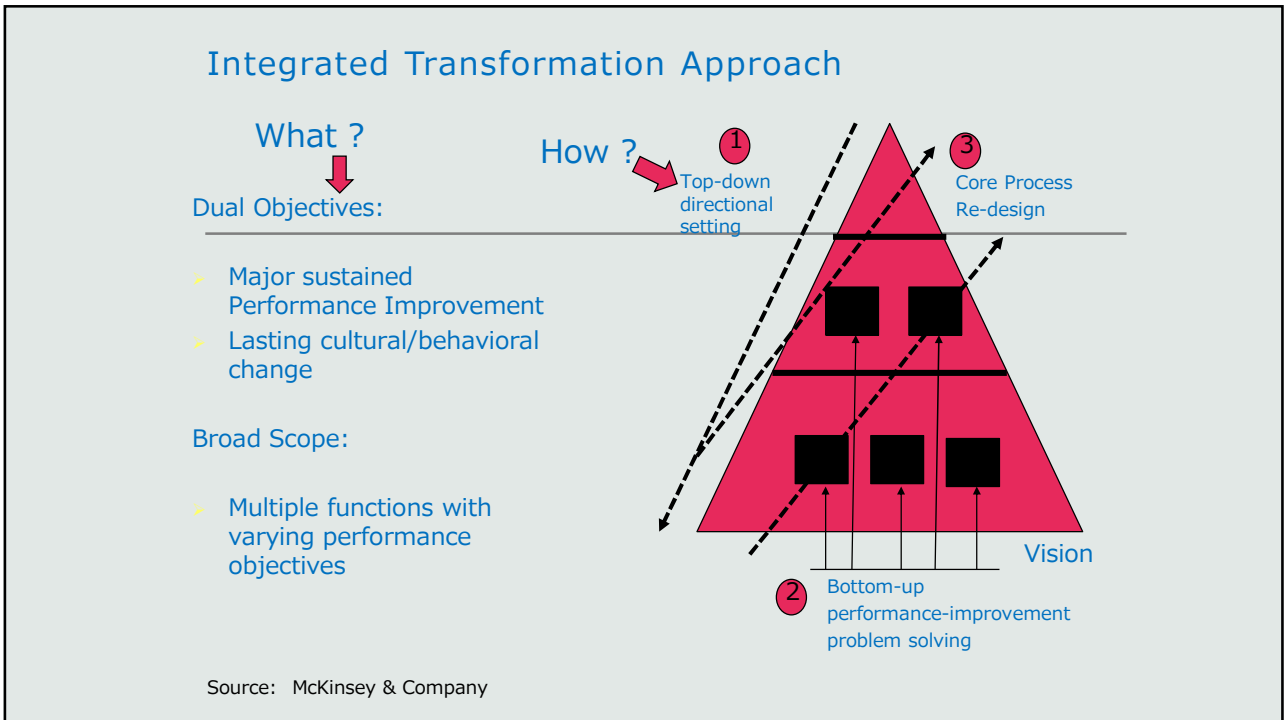 Integrated Transformation Approach
What ?
Dual Objectives:
Major sustained
Performance Improvement
Lasting cultural/behavioral
change
Broad Scope:
Multiple functions with
varying performance
objectives
How ?
1
Top-down
directional
setting
3
Core Process
Re-design
Vision
2
Bottom-up
performance-improvement
problem solving
Source: McKinsey & Company